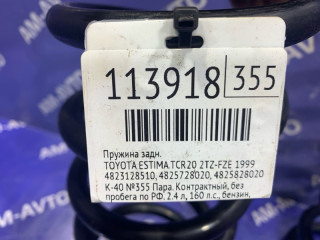 113918 355
Пружина задн.
TOYOTA ESTIMA TCR20 2TZ-FZE 1999
4823128510, 4825728020, 4825828020
К-40 №355 Пара. Контрактный, без
пробега по РФ. 2.4 л, 160 л.с., бензин,